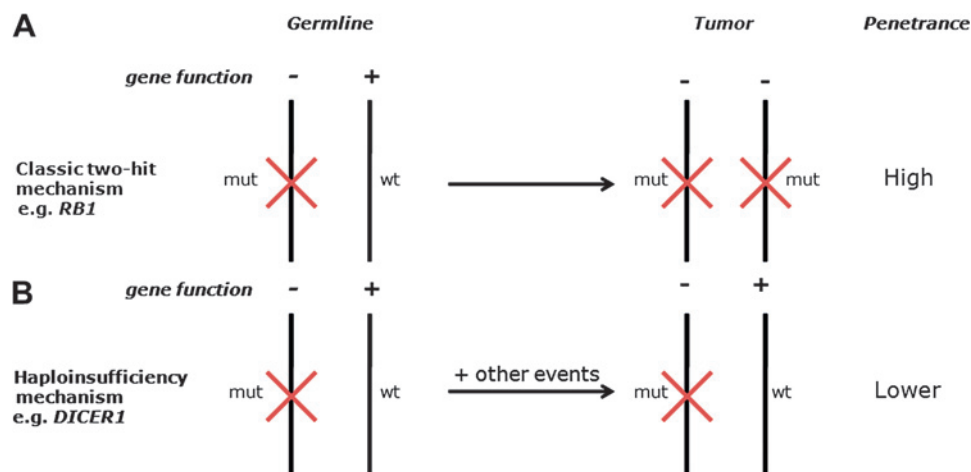 A
Germline
Tumor
Penetrance
gene function - +
- -
Classic two-hit
mechanism
e.g. RB1
mut
wt
mut
mut
High
B
gene function - +
- +
Haploinsufficiency
mechanism
e.g. DICER1
mut
wt
+ other events
mut
wt
Lower